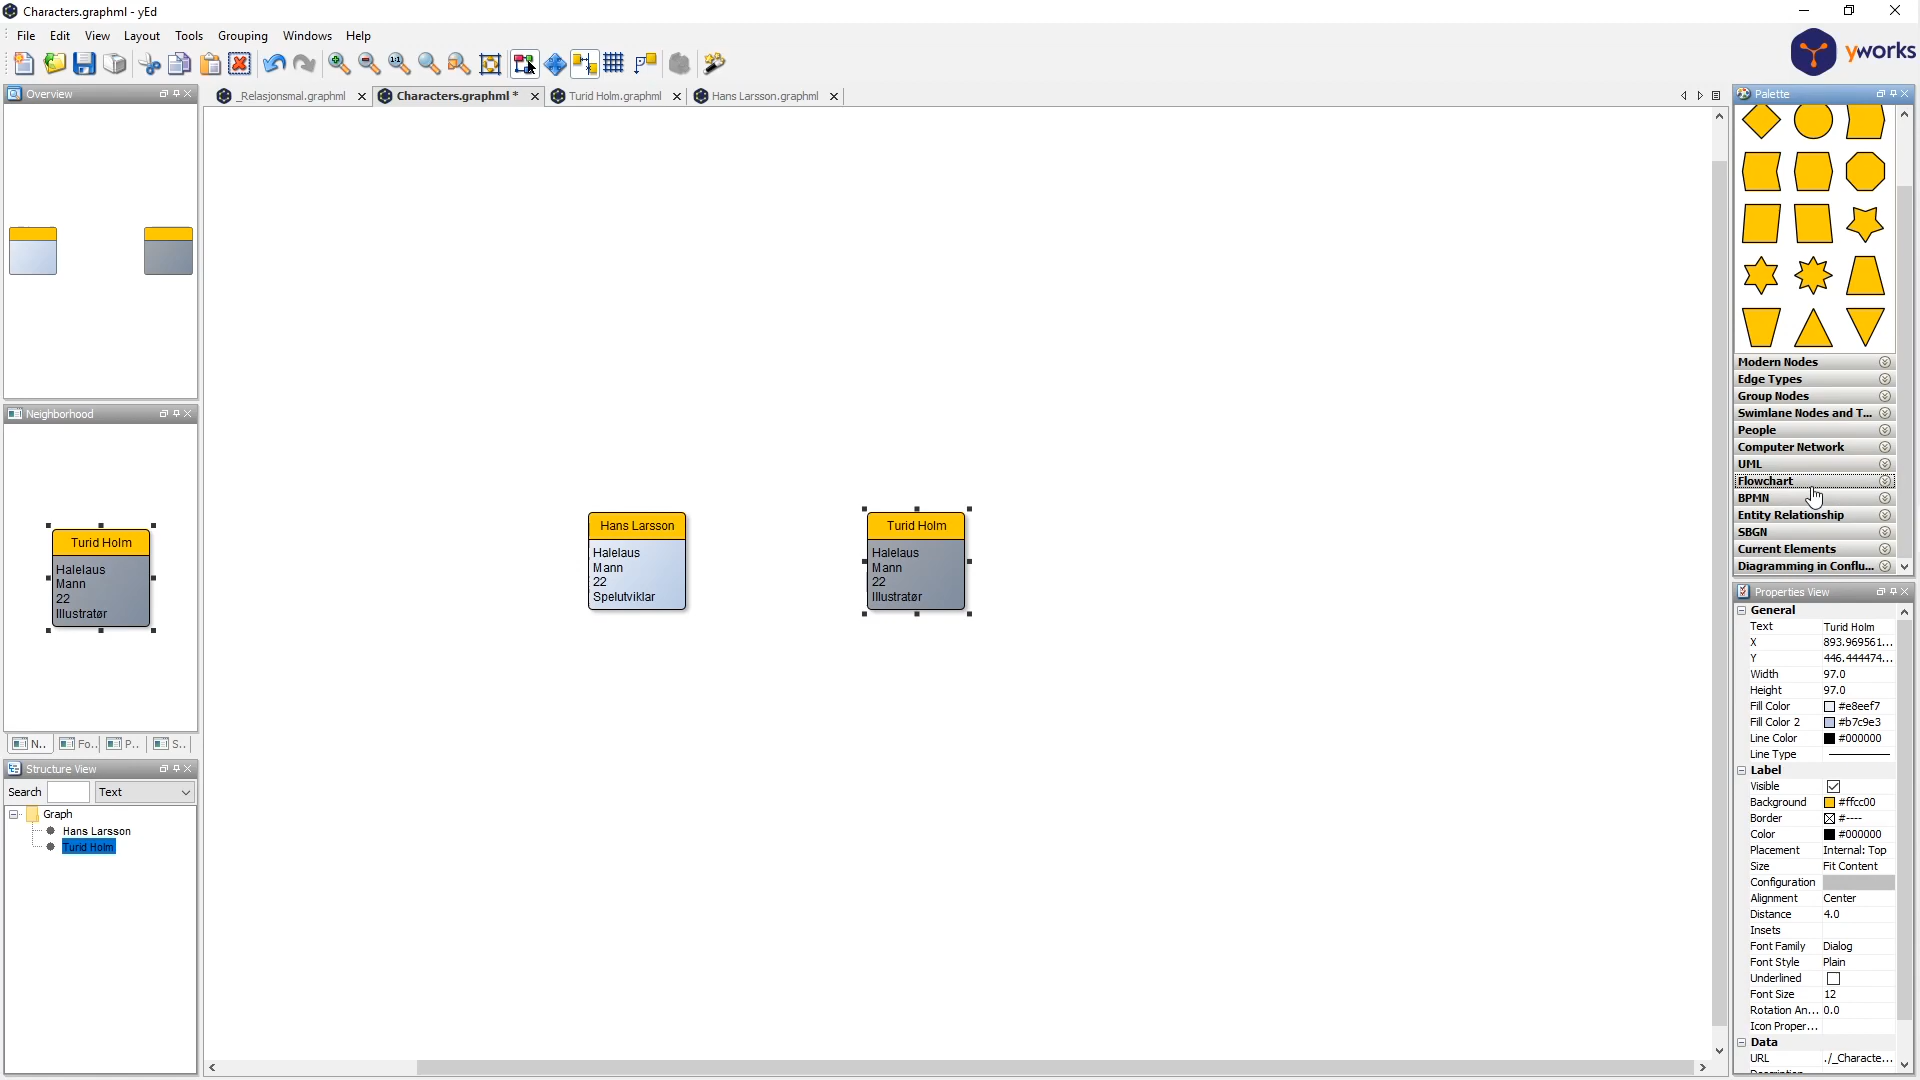 Characters.graphml - yEd
File Edit View Layout Tools Grouping Windows Help
1:1
yworks
Overview
_Relasjonsmal.graphml
Characters.graphml *
Turid Holm.graphml
Hans Larsson.graphml
Palette
Modern Nodes
Edge Types
Group Nodes
Swimlane Nodes and T...
People
Computer Network
UML
Flowchart
BPMN
Entity Relationship
SBGN
Current Elements
Diagramming in Conflu...
Neighborhood
Turid Holm
Halelaus
Mann
22
Illustratør
Hans Larsson
Halelaus
Mann
22
Spelutviklar
Turid Holm
Halelaus
Mann
22
Illustratør
N..
Fo..
P..
S..
Structure View
Search
Text
Graph
Hans Larsson
Turid Holm
Properties View
General
Text Turid Holm
X 893.969561...
Y 446.444474...
Width 97.0
Height 97.0
Fill Color #e8eef7
Fill Color 2 #b7c9e3
Line Color #000000
Line Type
Label
Visible
Background #ffcc00
Border #----
Color #000000
Placement Internal: Top
Size Fit Content
Configuration
Alignment Center
Distance 4.0
Insets
Font Family Dialog
Font Style Plain
Underlined
Font Size 12
Rotation An... 0.0
Icon Proper...
Data
URL ./_Characte...